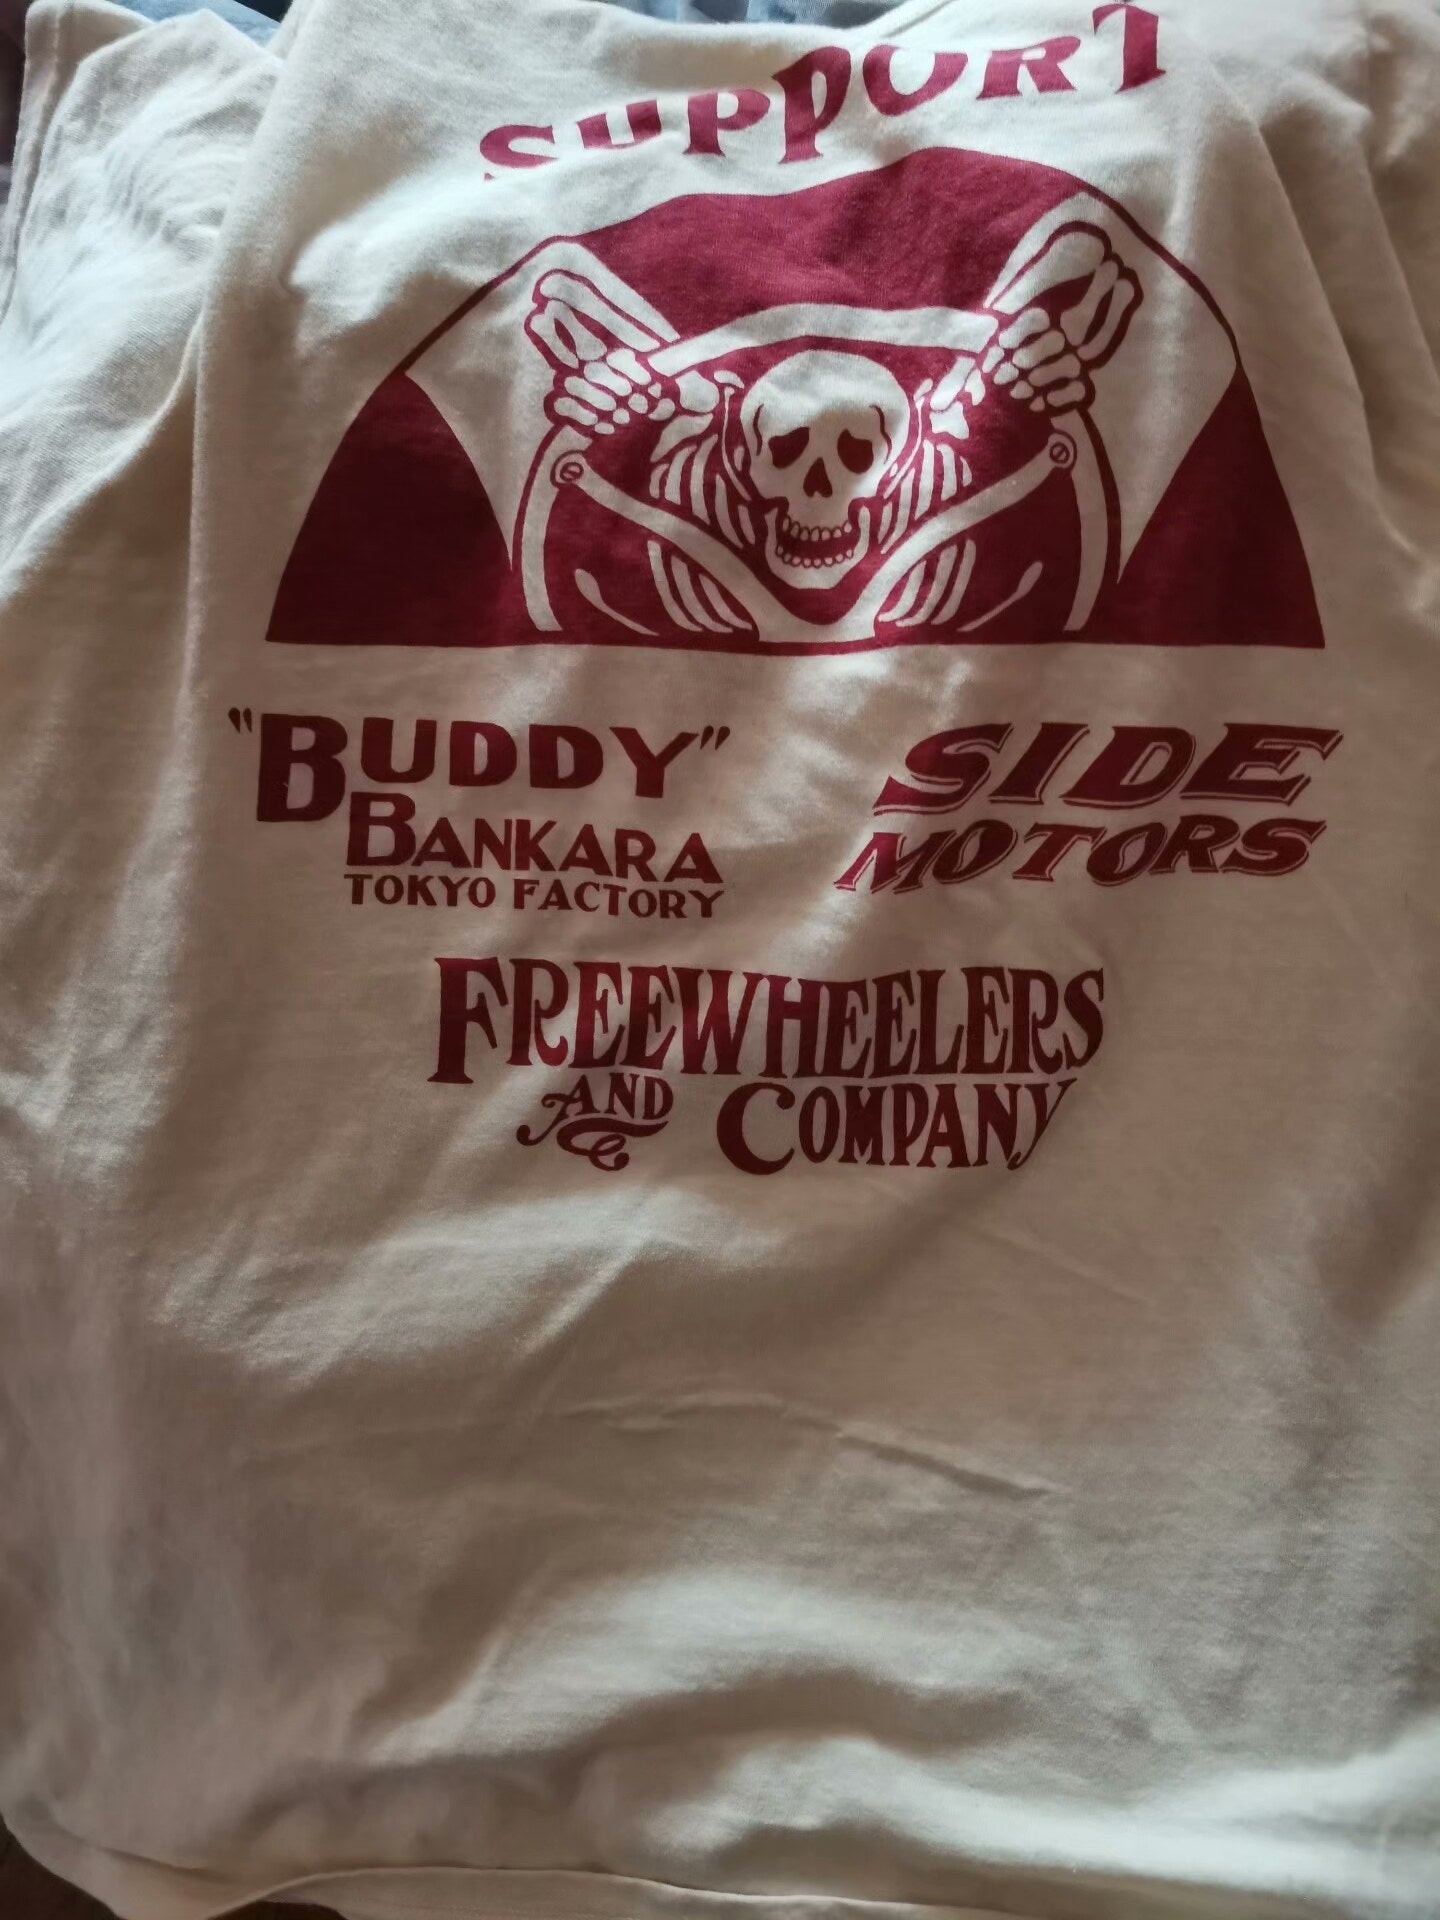 SUPPORT
"BUDDY"
BANKARA
TOKYO FACTORY
SIDE
MOTORS
FREEWHEELERS
AND COMPANY